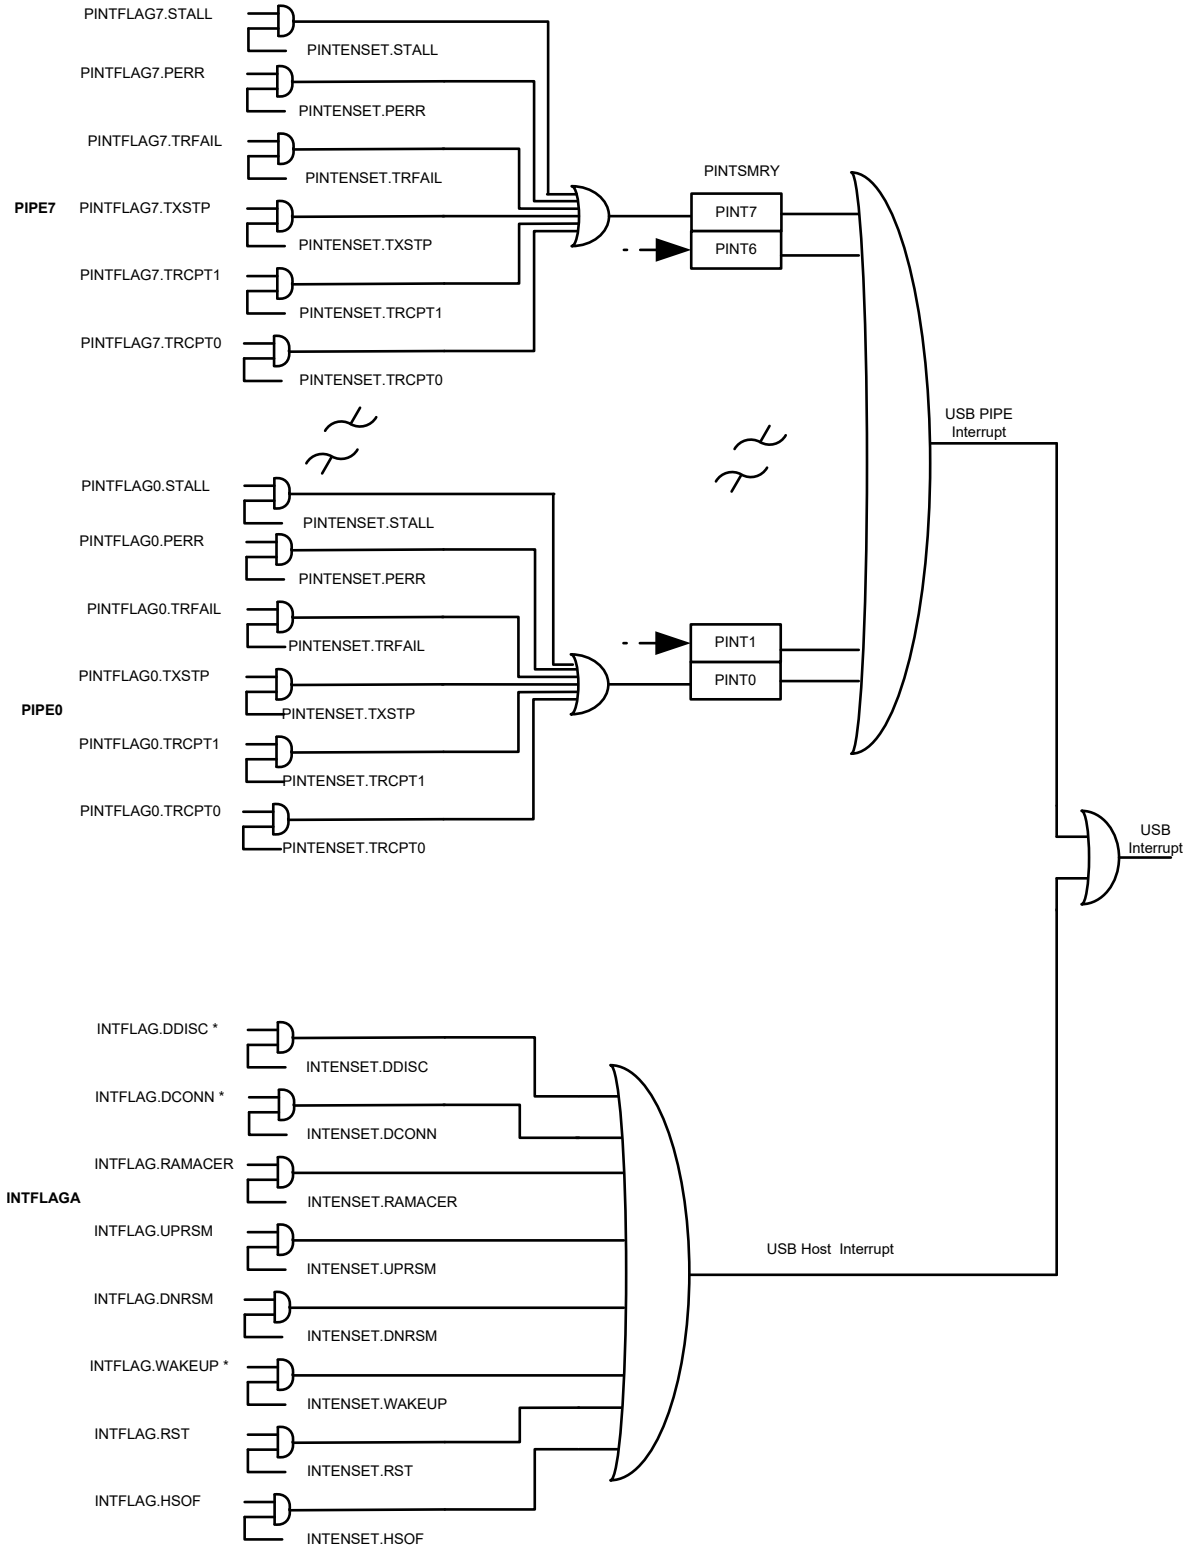 PINTFLAG7.STALL
PINTENSET.STALL
PINTFLAG7.PERR
PINTENSET.PERR
PINTFLAG7.TRFAIL
PINTENSET.TRFAIL
PIPE7
PINTFLAG7.TXSTP
PINTENSET.TXSTP
PINTFLAG7.TRCPT1
PINTENSET.TRCPT1
PINTFLAG7.TRCPT0
PINTENSET.TRCPT0
PINTSMRY
PINT7
PINT6
USB PIPE
Interrupt
PINTFLAG0.STALL
PINTENSET.STALL
PINTFLAG0.PERR
PINTENSET.PERR
PINTFLAG0.TRFAIL
PINTENSET.TRFAIL
PINTFLAG0.TXSTP
PINTENSET.TXSTP
PIPE0
PINTFLAG0.TRCPT1
PINTENSET.TRCPT1
PINTFLAG0.TRCPT0
PINTENSET.TRCPT0
PINT1
PINT0
USB
Interrupt
INTFLAG.DDISC *
INTENSET.DDISC
INTFLAG.DCONN *
INTENSET.DCONN
INTFLAG.RAMACER
INTENSET.RAMACER
INTFLAGA
INTFLAG.UPRSM
INTENSET.UPRSM
INTFLAG.DNRSM
INTENSET.DNRSM
INTFLAG.WAKEUP *
INTENSET.WAKEUP
INTFLAG.RST
INTENSET.RST
INTFLAG.HSOF
INTENSET.HSOF
USB Host Interrupt